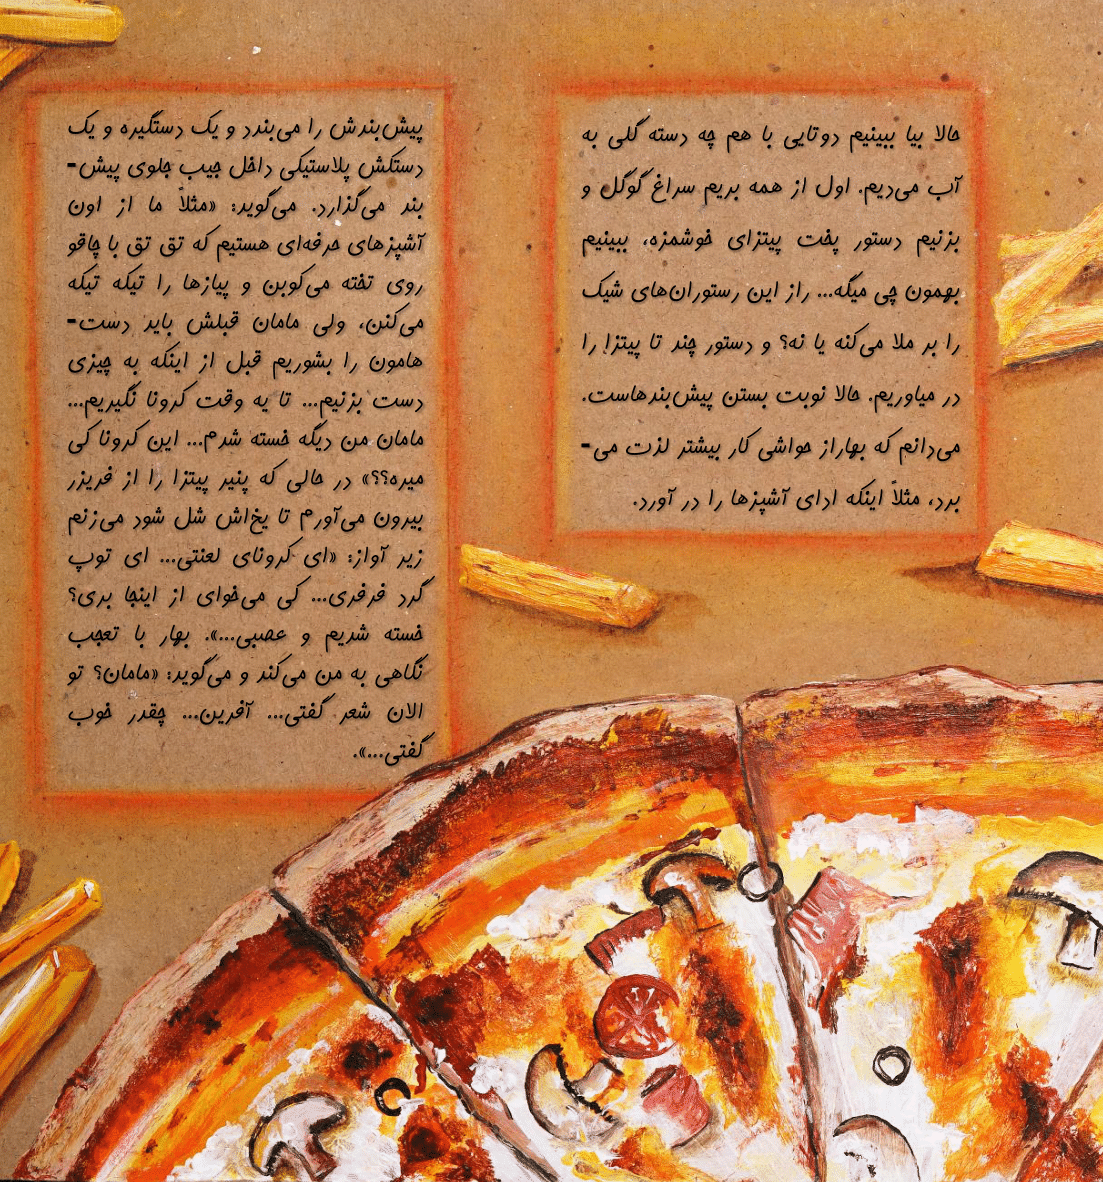 حالا بیا ببینیم دوتایی با هم چه دسته گلی به
آب می‌دیم. اول از همه بریم سراغ گوگل و
بزنیم دستور پخت پیتزای خوشمزه، ببینیم
بهمون چی میگه... راز این رستوران‌های شیک
را بر ملا می‌کنه یا نه؟ و دستور چند تا پیتزا را
در میاوریم. حالا نوبت بستن پیش‌بندهاست.
می‌دانم که بهاراز حواشی کار بیشتر لذت می-
برد، مثلاً اینکه ادای آشپزها را در آورد.
پیش‌بندش را می‌بندد و یک دستگیره و یک
دستکش پلاستیکی داخل جیب جلوی پیش-
بند می‌گذارد. می‌گوید: «مثلاً ما از اون
آشپزهای حرفه‌ای هستیم که تق تق با چاقو
روی تخته می‌کوبن و پیازها را تیکه تیکه
می‌کنن، ولی مامان قبلش باید دست-
هامون را بشوریم قبل از اینکه به چیزی
دست بزنیم... تا یه وقت کرونا نگیریم...
مامان من دیگه خسته شدم... این کرونا کی
میره؟؟» در حالی که پنیر پیتزا را از فریزر
بیرون می‌آورم تا یخ‌اش شل شود می‌زنم
زیر آواز: «ای کرونای لعنتی... ای توپ
گرد فرفری... کی می‌خوای از اینجا بری؟
خسته شدیم و عصبی...». بهار با تعجب
نگاهی به من می‌کند و می‌گوید: «مامان؟ تو
الان شعر گفتی... آفرین... چقدر خوب
گفتی...».